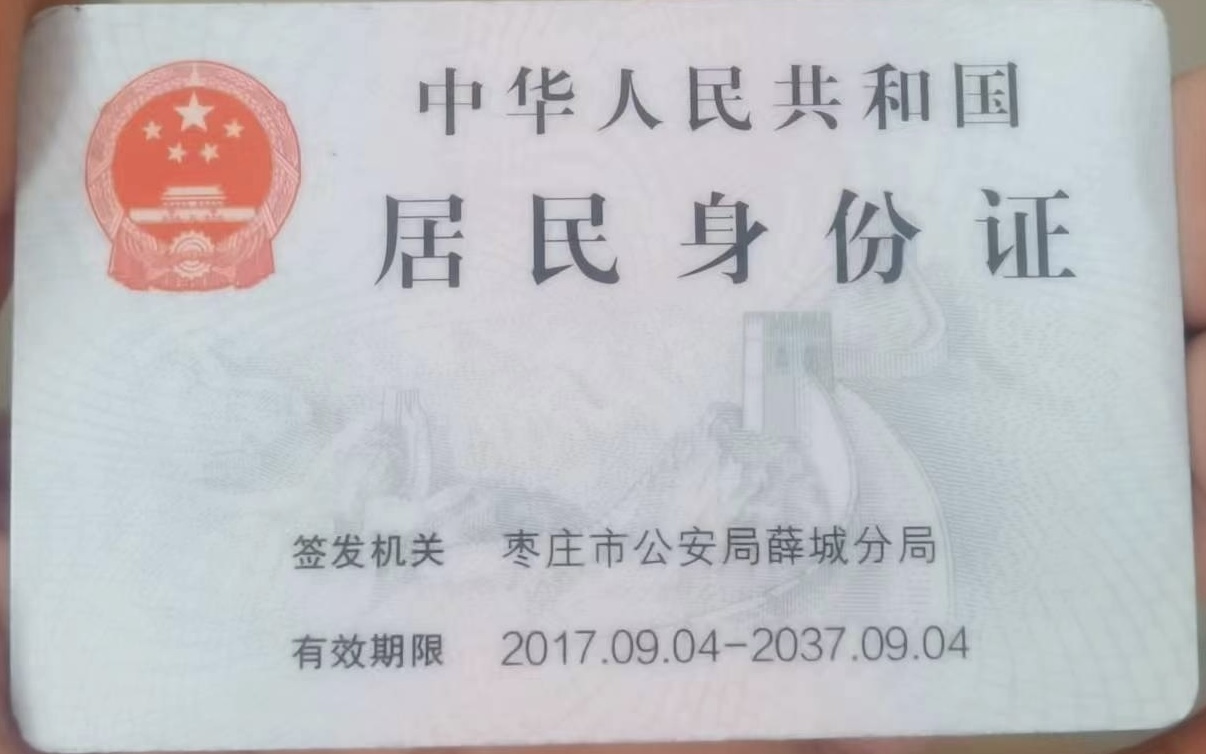 中华人民共和国
居民身份证
签发机关 枣庄市公安局薛城分局
有效期限 2017.09.04-2037.09.04